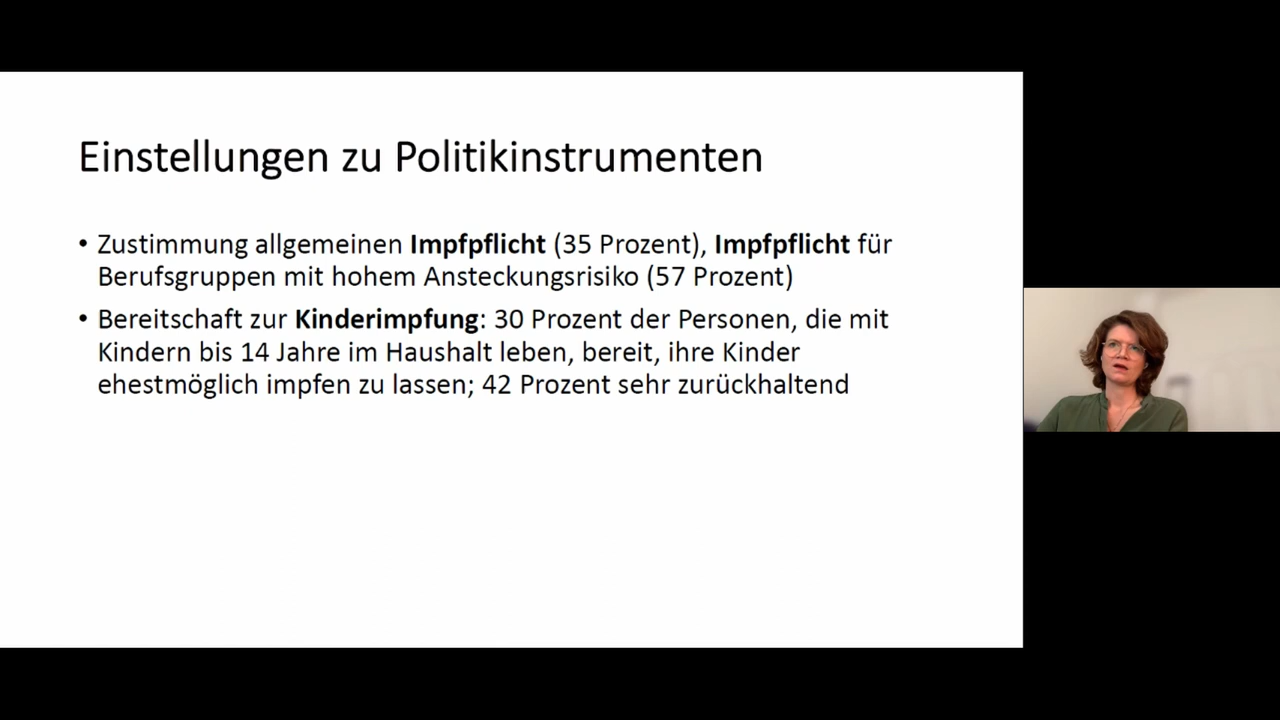 Einstellungen zu Politikinstrumenten
• Zustimmung allgemeinen Impfpflicht (35 Prozent), Impfpflicht für
Berufsgruppen mit hohem Ansteckungsrisiko (57 Prozent)
• Bereitschaft zur Kinderimpfung: 30 Prozent der Personen, die mit
Kindern bis 14 Jahre im Haushalt leben, bereit, ihre Kinder
ehestmöglich impfen zu lassen; 42 Prozent sehr zurückhaltend